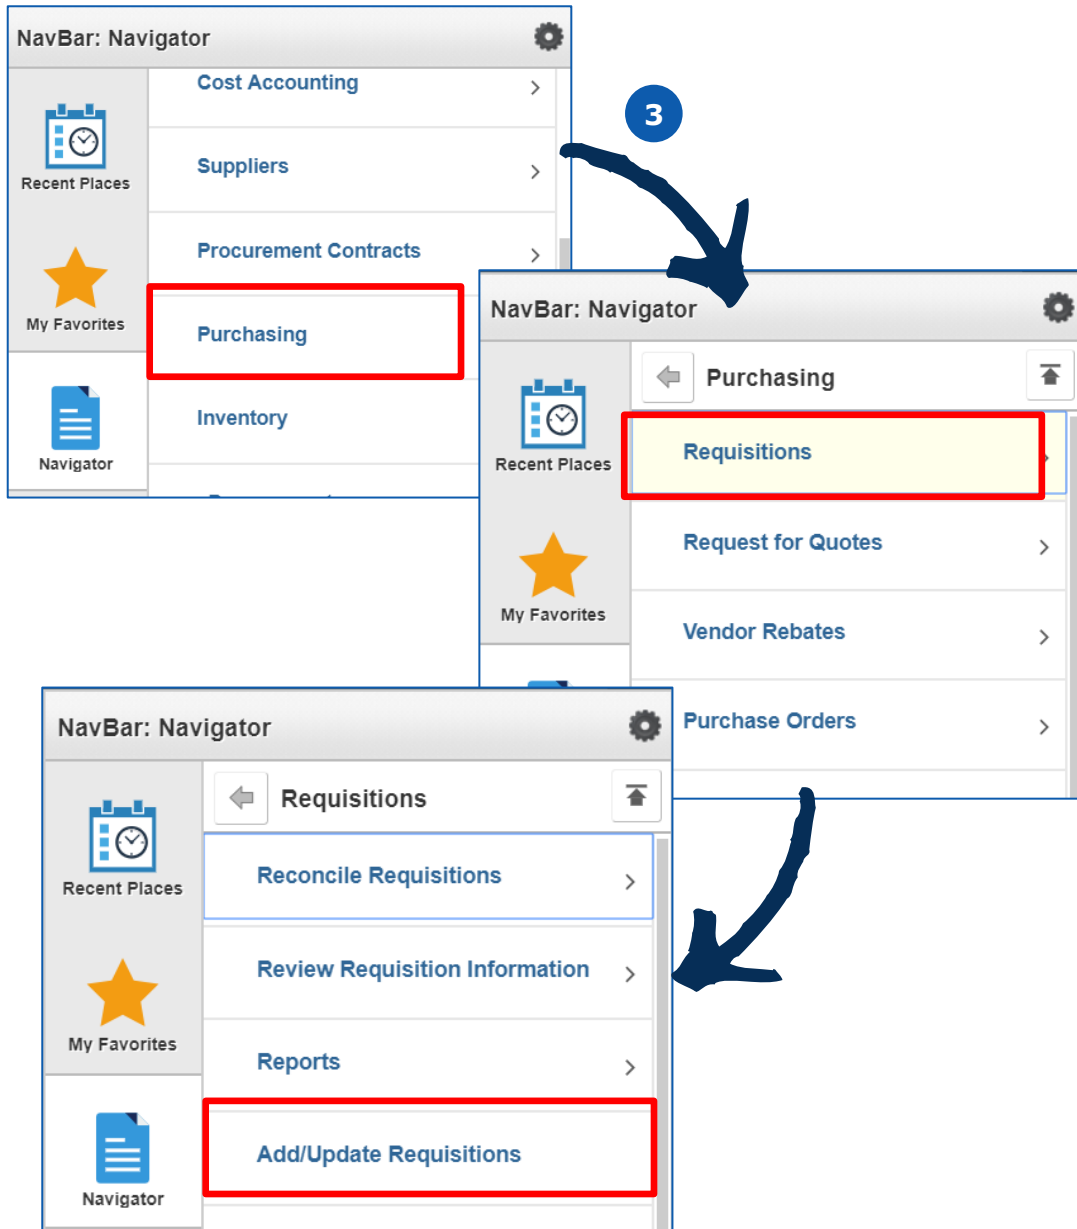 NavBar: Navigator
Recent Places
My Favorites
Navigator
Cost Accounting
Suppliers
Procurement Contracts
Purchasing
Inventory
3
NavBar: Navigator
Recent Places
My Favorites
Purchasing
Requisitions
Request for Quotes
Vendor Rebates
Purchase Orders
NavBar: Navigator
Recent Places
My Favorites
Navigator
Requisitions
Reconcile Requisitions
Review Requisition Information
Reports
Add/Update Requisitions